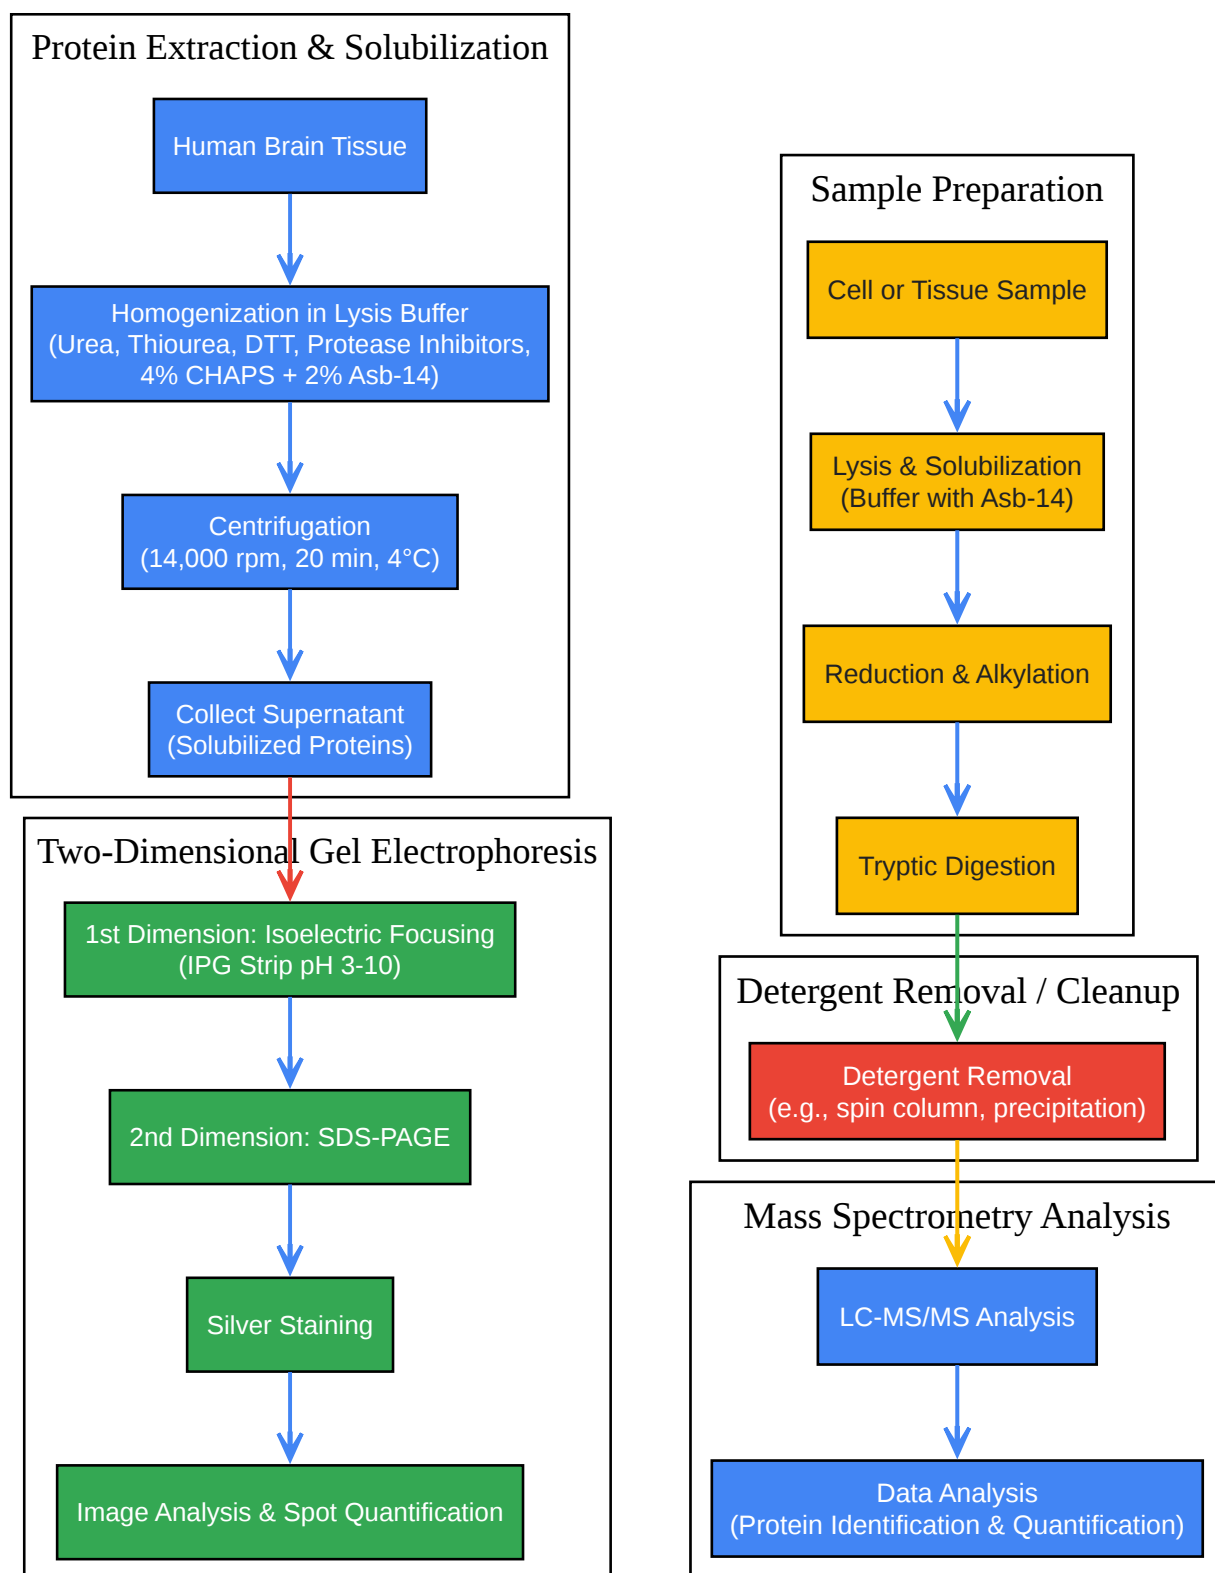 Protein Extraction & Solubilization
Human Brain Tissue
Homogenization in Lysis Buffer
(Urea, Thiourea, DTT, Protease Inhibitors,
4% CHAPS + 2% Asb-14)
Centrifugation
(14,000 rpm, 20 min, 4°C)
Collect Supernatant
(Solubilized Proteins)
Two-Dimensional Gel Electrophoresis
1st Dimension: Isoelectric Focusing
(IPG Strip pH 3-10)
2nd Dimension: SDS-PAGE
Silver Staining
Image Analysis & Spot Quantification
Sample Preparation
Cell or Tissue Sample
Lysis & Solubilization
(Buffer with Asb-14)
Reduction & Alkylation
Tryptic Digestion
Detergent Removal / Cleanup
Detergent Removal
(e.g., spin column, precipitation)
Mass Spectrometry Analysis
LC-MS/MS Analysis
Data Analysis
(Protein Identification & Quantification)